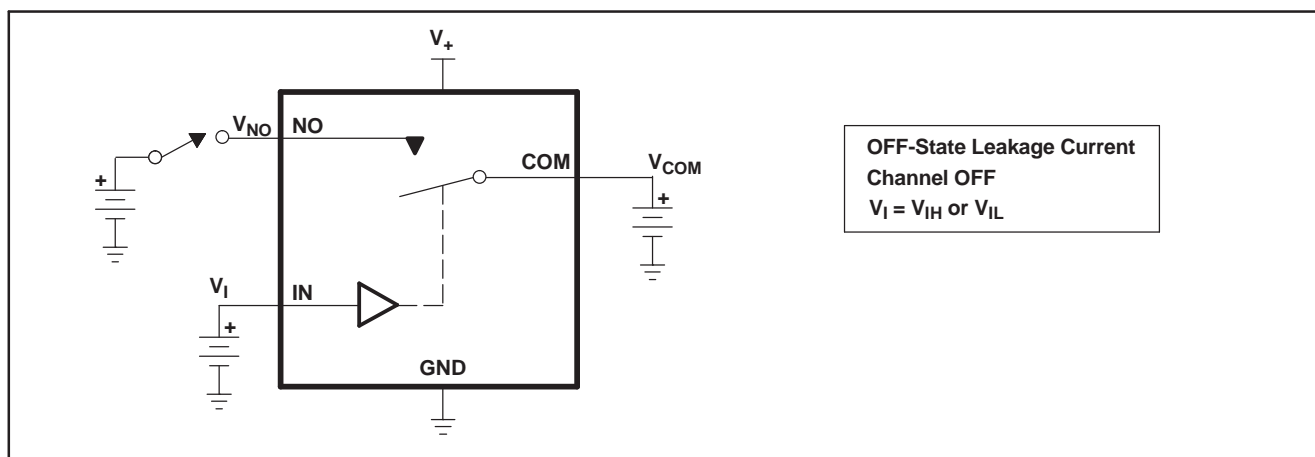 V+
VNO NO
COM VCOM
+
+
VI IN
+
GND
OFF-State Leakage Current
Channel OFF
VI = VIH or VIL